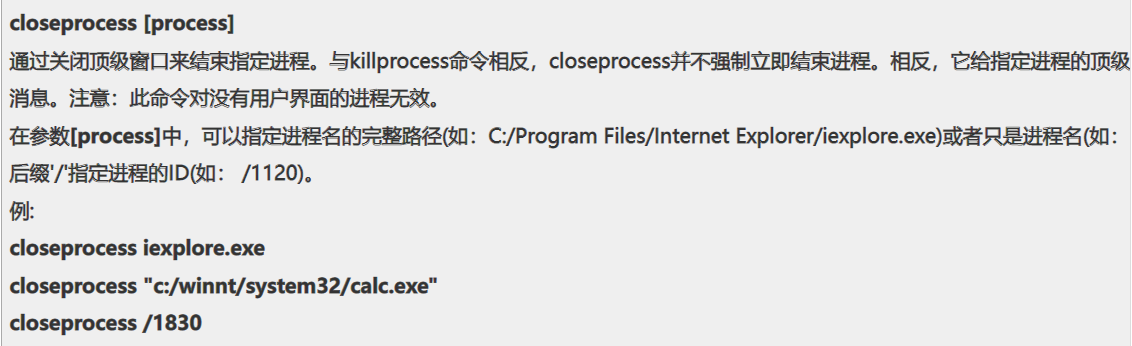 closeprocess [process]
通过关闭顶级窗口来结束指定进程。与killprocess命令相反，closeprocess并不强制立即结束进程。相反，它给指定进程的顶级
消息。注意：此命令对没有用户界面的进程无效。
在参数[process]中，可以指定进程名的完整路径(如：C:/Program Files/Internet Explorer/iexplore.exe)或者只是进程名(如：
后缀'/'指定进程的ID(如： /1120)。
例:
closeprocess iexplore.exe
closeprocess "c:/winnt/system32/calc.exe"
closeprocess /1830